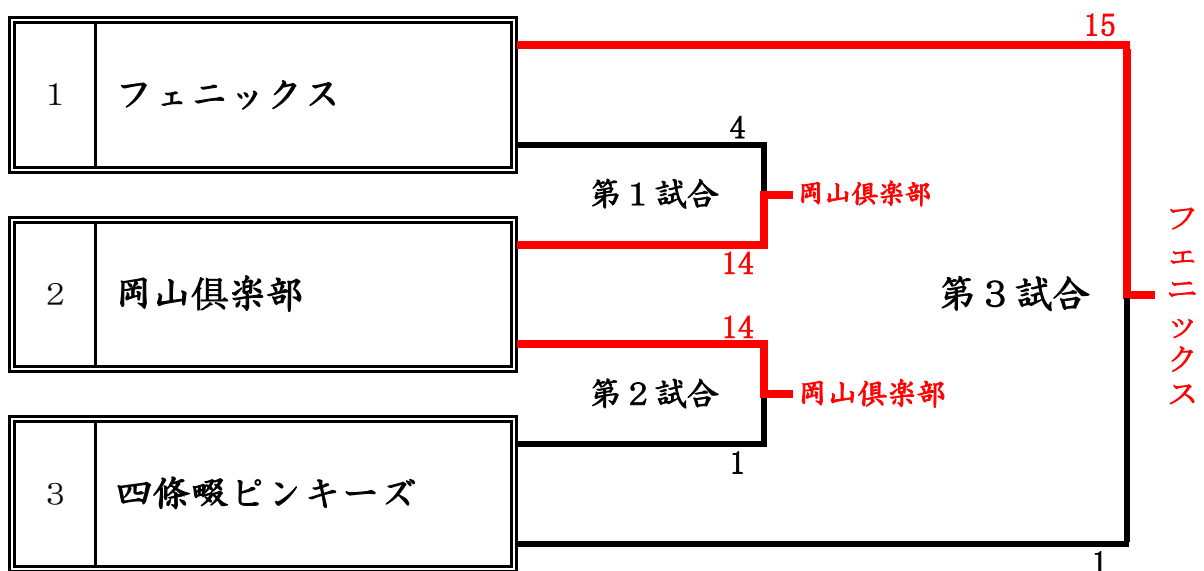 15
1 フェニックス
4
第1試合 岡山倶楽部
14
2 岡山倶楽部
第3試合
フェニックス
14
第2試合 岡山倶楽部
1
3 四條畷ピンキーズ
1